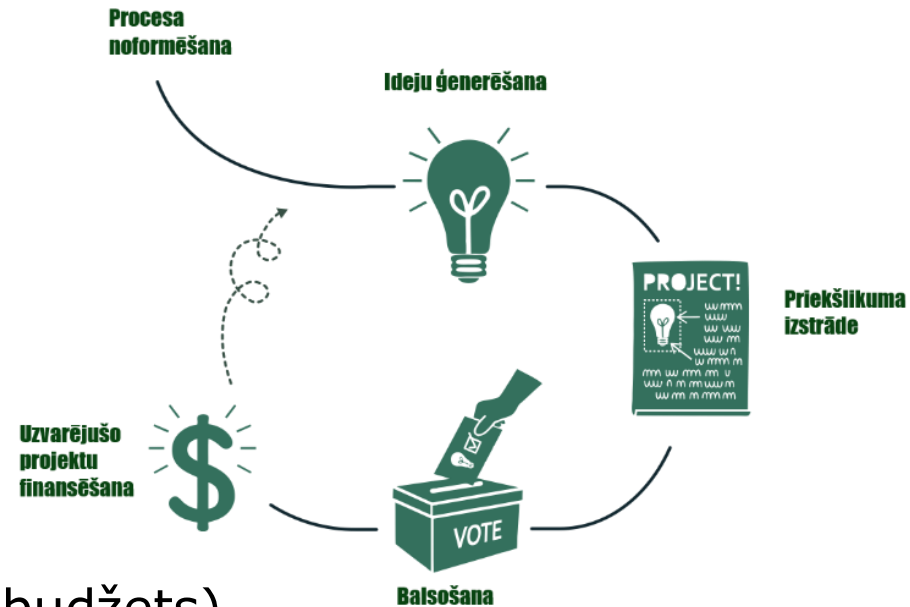 Procesa
noformēšana
Ideju ģenerēšana
PROJECT!
Priekšlikuma
izstrāde
Uzvarējušo
projektu
finansēšana
VOTE
Balsošana
budžets)